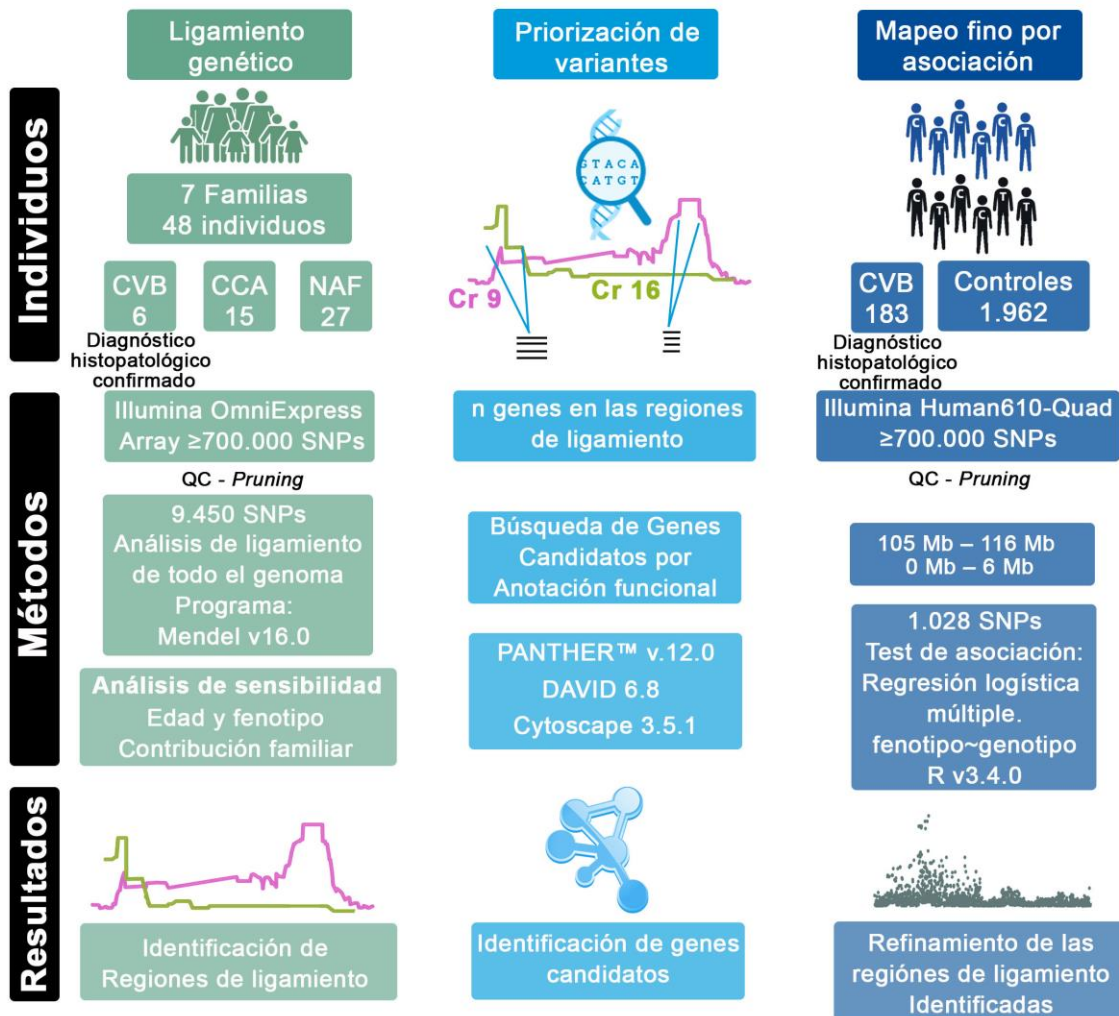 Ligamiento
genético
Priorización de
variantes
Mapeo fino por
asociación
Individuos
7 Familias
48 individuos
CVB
6
CCA
15
NAF
27
Diagnóstico
histopatológico
confirmado
GTACA
CATGT
Cr 9
Cr 16
C C C
T C T
C C C
T C T
CVB
183
Controles
1.962
Diagnóstico
histopatológico
confirmado
Métodos
Illumina OmniExpress
Array ≥700.000 SNPs
QC - Pruning
9.450 SNPs
Análisis de ligamiento
de todo el genoma
Programa:
Mendel v16.0
Análisis de sensibilidad
Edad y fenotipo
Contribución familiar
n genes en las regiones
de ligamiento
Búsqueda de Genes
Candidatos por
Anotación funcional
PANTHER™ v.12.0
DAVID 6.8
Cytoscape 3.5.1
Illumina Human610-Quad
≥700.000 SNPs
QC - Pruning
105 Mb – 116 Mb
0 Mb – 6 Mb
1.028 SNPs
Test de asociación:
Regresión logística
múltiple.
fenotipo~genotipo
R v3.4.0
Resultados
Identificación de
Regiones de ligamiento
Identificación de genes
candidatos
Refinamiento de las
regiónes de ligamiento
Identificadas